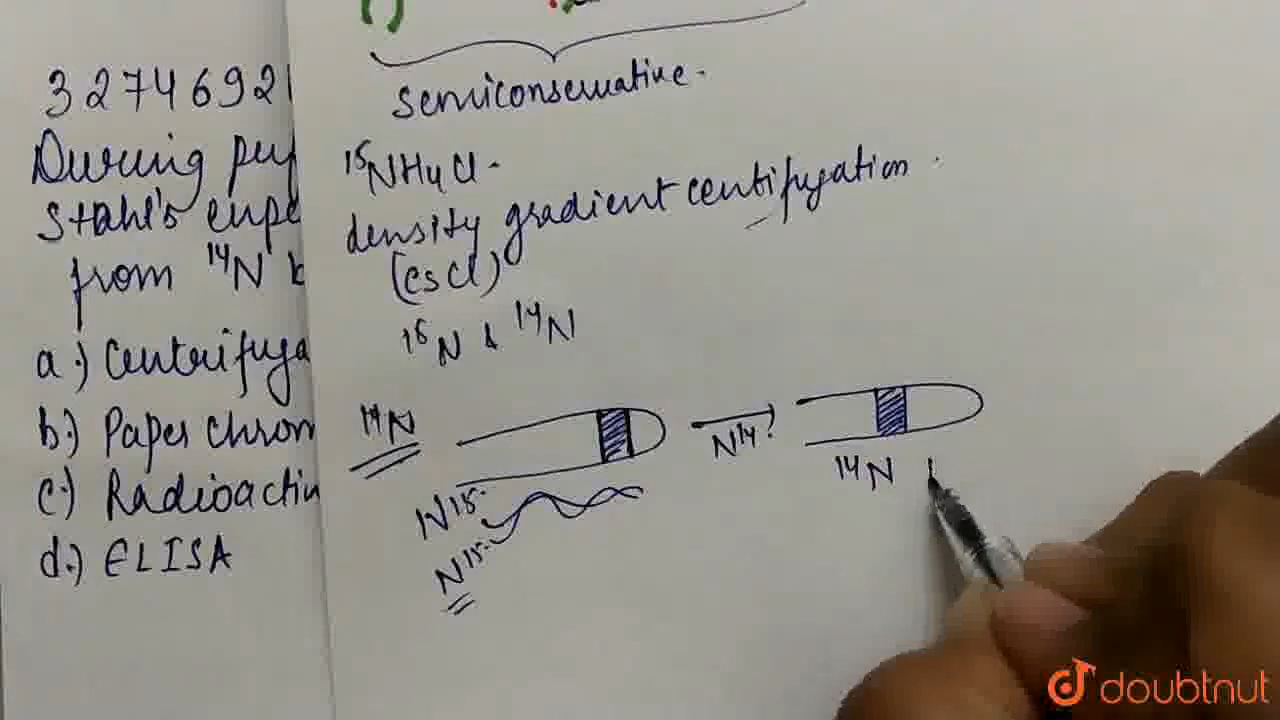 3274692
During
Stahl's
from ¹⁴N
a.) Centrifuga
b.) Paper Chrom
c.) Radioactiv
d.) ELISA
semiconservative.
¹⁵NH4Cl.
density gradient centifugation.
(CsCl)
¹⁵N & ¹⁴N
¹⁴N
N¹⁵.
N¹⁵.
N¹⁴?
¹⁴N
doubtnut